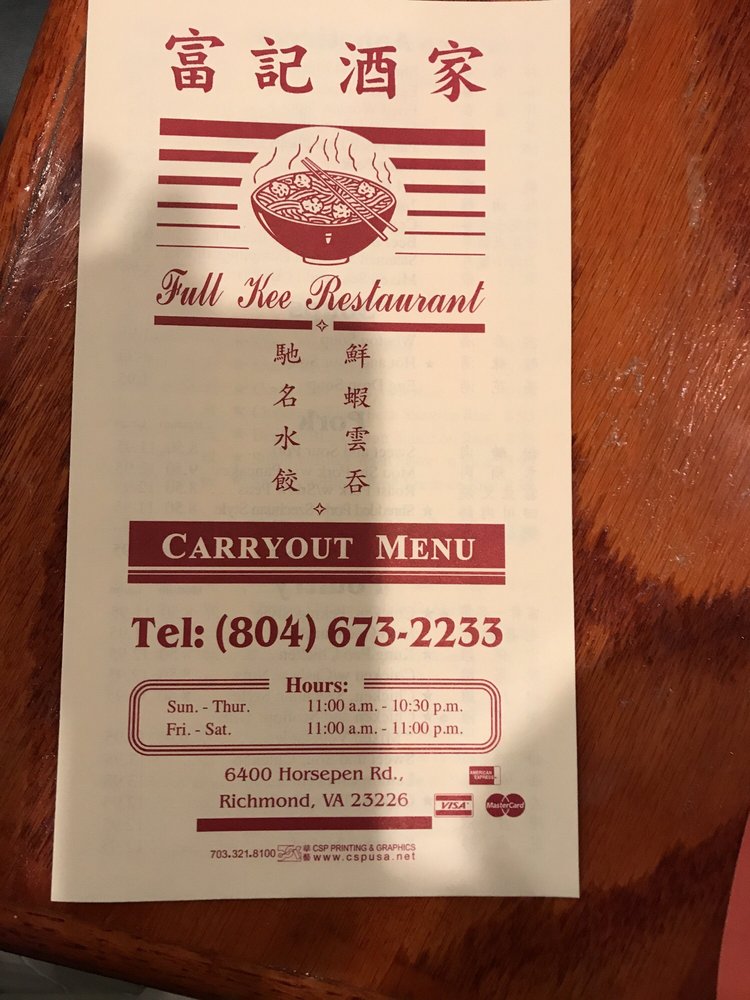 富記酒家
Full Kee Restaurant
鮮蝦雲吞
馳名水餃
CARRYOUT MENU
Tel: (804) 673-2233
Hours:
Sun. - Thur. 11:00 a.m. - 10:30 p.m.
Fri. - Sat. 11:00 a.m. - 11:00 p.m.
6400 Horsepen Rd.,
Richmond, VA 23226
AMERICAN EXPRESS
VISA
MasterCard
703.321.8100 華藝 CSP PRINTING & GRAPHICS
www.cspusa.net